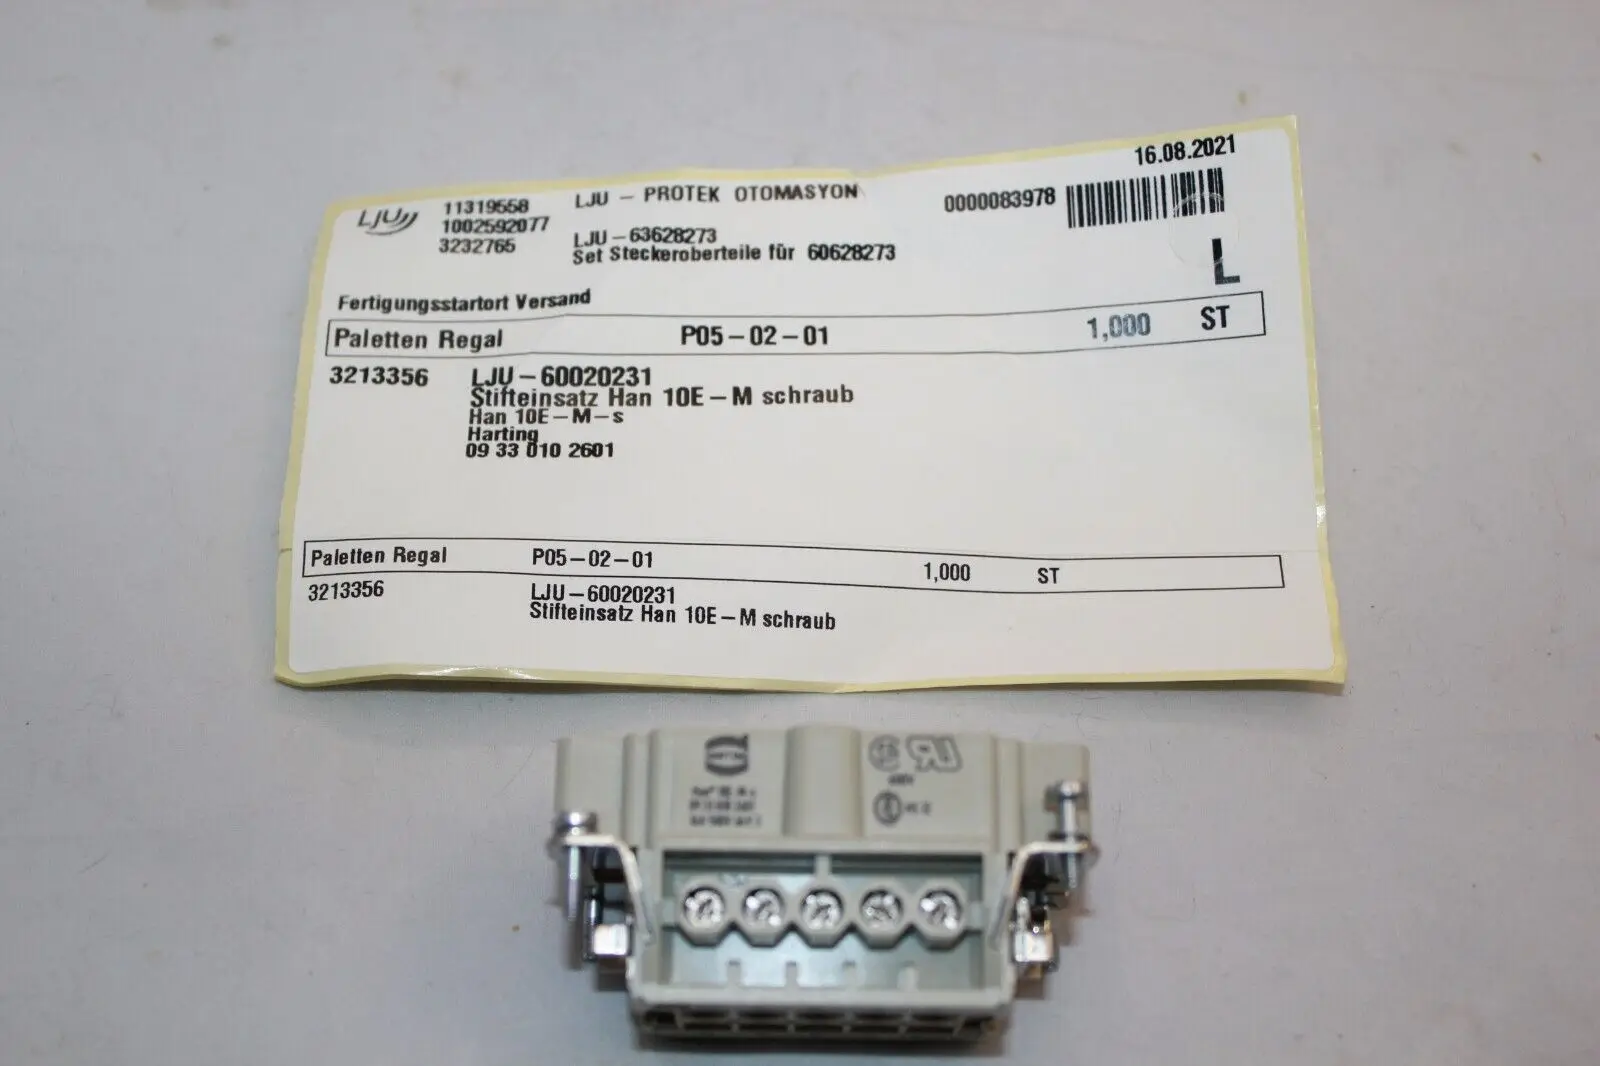 16.08.2021
LJU
11319558
LJU - PROTEK OTOMASYON
0000083978
1002592077
3232765
LJU-63628273
Set Steckeroberteile für 60628273
L
Fertigungsstartort Versand
Paletten Regal P05-02-01 1,000 ST
3213356 LJU-60020231
Stifteinsatz Han 10E-M schraub
Han 10E-M-s
Harting
09 33 010 2601
Paletten Regal P05-02-01 1,000 ST
3213356 LJU-60020231
Stifteinsatz Han 10E-M schraub